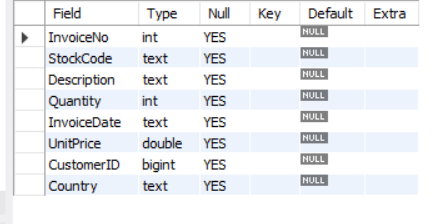 Field Type Null Key Default Extra
InvoiceNo int YES NULL
StockCode text YES NULL
Description text YES NULL
Quantity int YES NULL
InvoiceDate text YES NULL
UnitPrice double YES NULL
CustomerID bigint YES NULL
Country text YES NULL